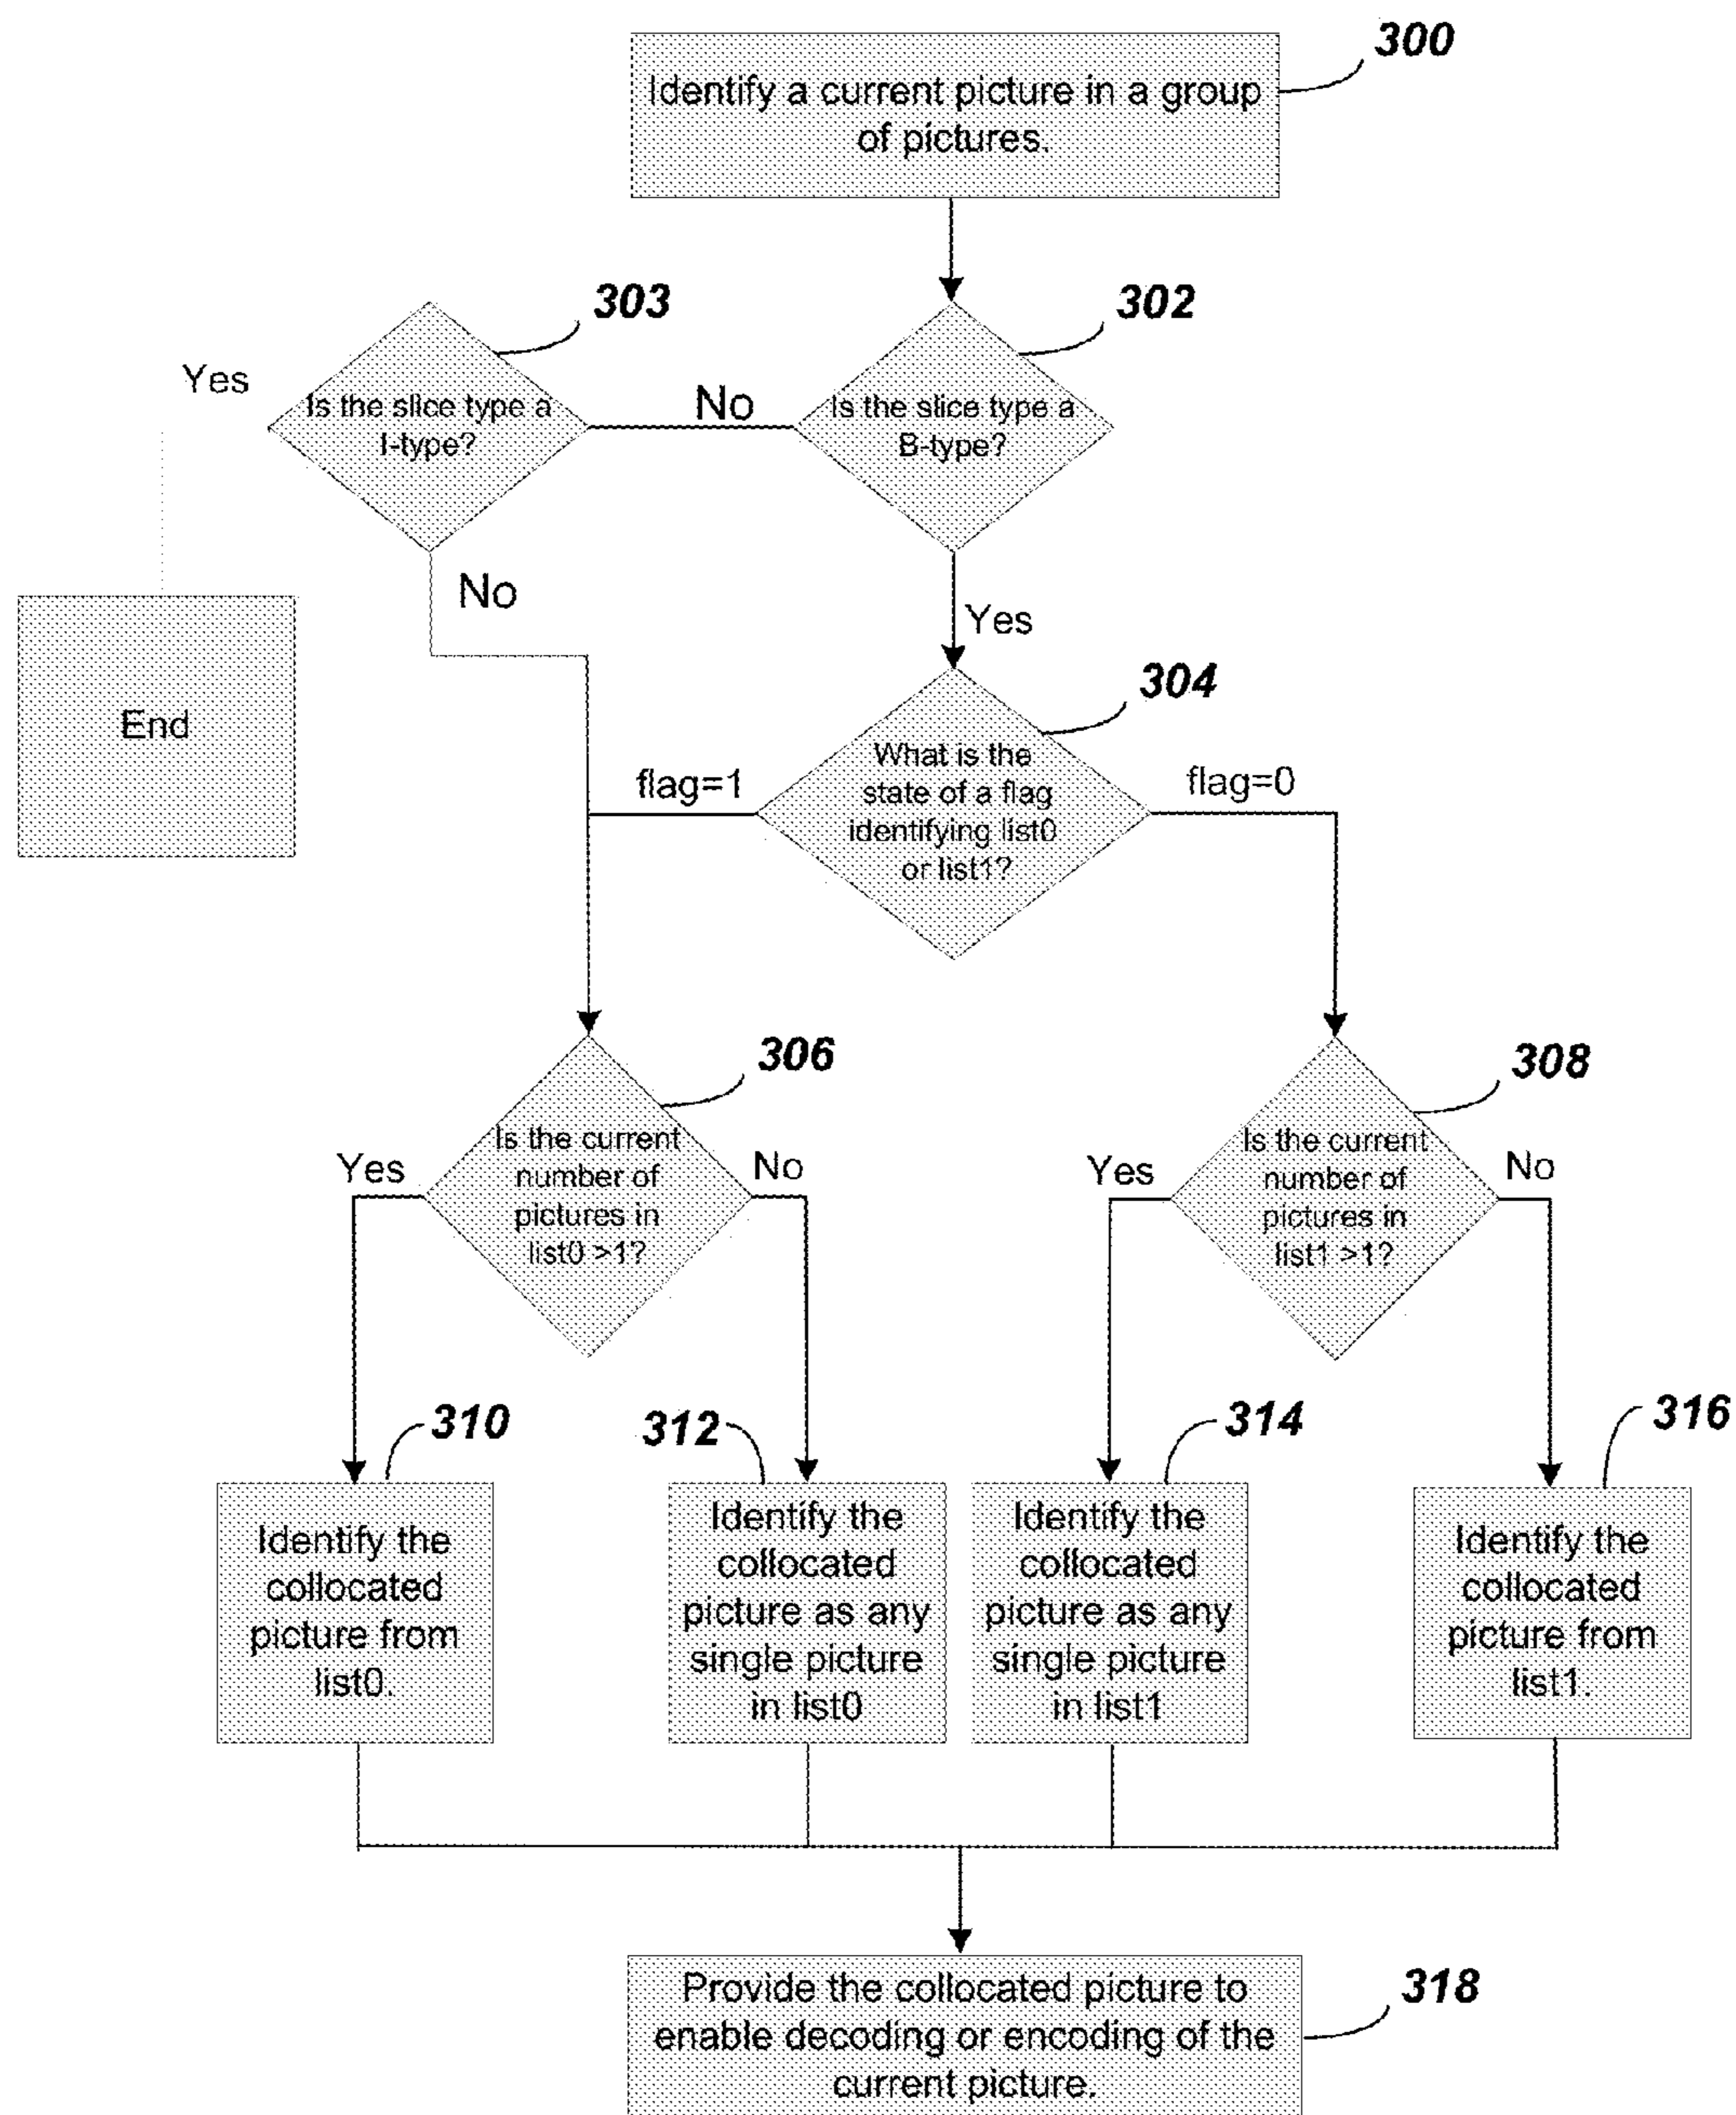 300
Identify a current picture in a group
of pictures.
303
302
Yes
Is the slice type a
I-type?
No
Is the slice type a
B-type?
No
Yes
End
304
What is the
state of a flag
identifying list0
or list1?
flag=1
flag=0
306
308
Is the current
number of
pictures in
list0 >1?
Yes
No
Is the current
number of
pictures in
list1 >1?
Yes
No
310
312
314
316
Identify the
collocated
picture from
list0.
Identify the
collocated
picture as any
single picture
in list0
Identify the
collocated
picture as any
single picture
in list1
Identify the
collocated
picture from
list1.
318
Provide the collocated picture to
enable decoding or encoding of the
current picture.